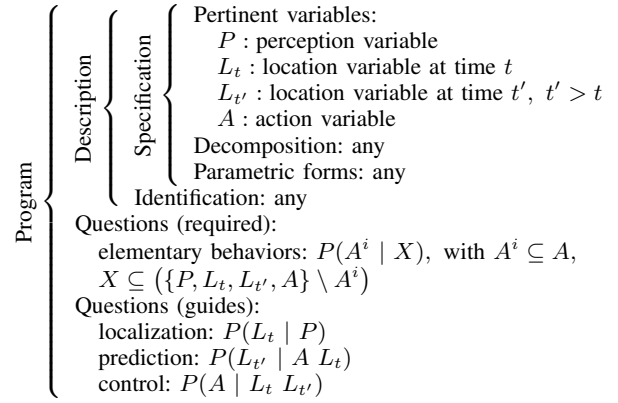 Program
Description
Specification
Pertinent variables:
P : perception variable
L_t : location variable at time t
L_{t′} : location variable at time t′, t′ > t
A : action variable
Decomposition: any
Parametric forms: any
Identification: any
Questions (required):
elementary behaviors: P(A^i | X), with A^i ⊆ A,
X ⊆ ({P, L_t, L_{t′}, A} \ A^i)
Questions (guides):
localization: P(L_t | P)
prediction: P(L_{t′} | A L_t)
control: P(A | L_t L_{t′})